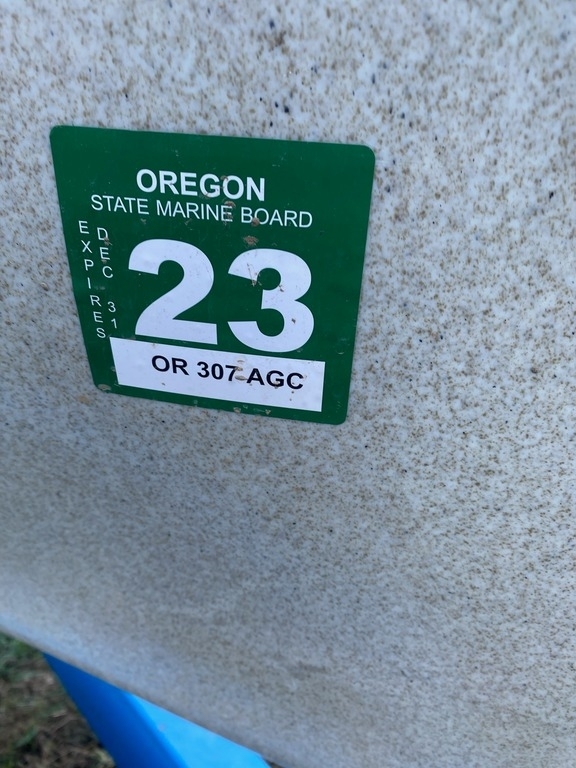 OREGON
STATE MARINE BOARD
EXPIRES
DEC 31
23
OR 307 AGC